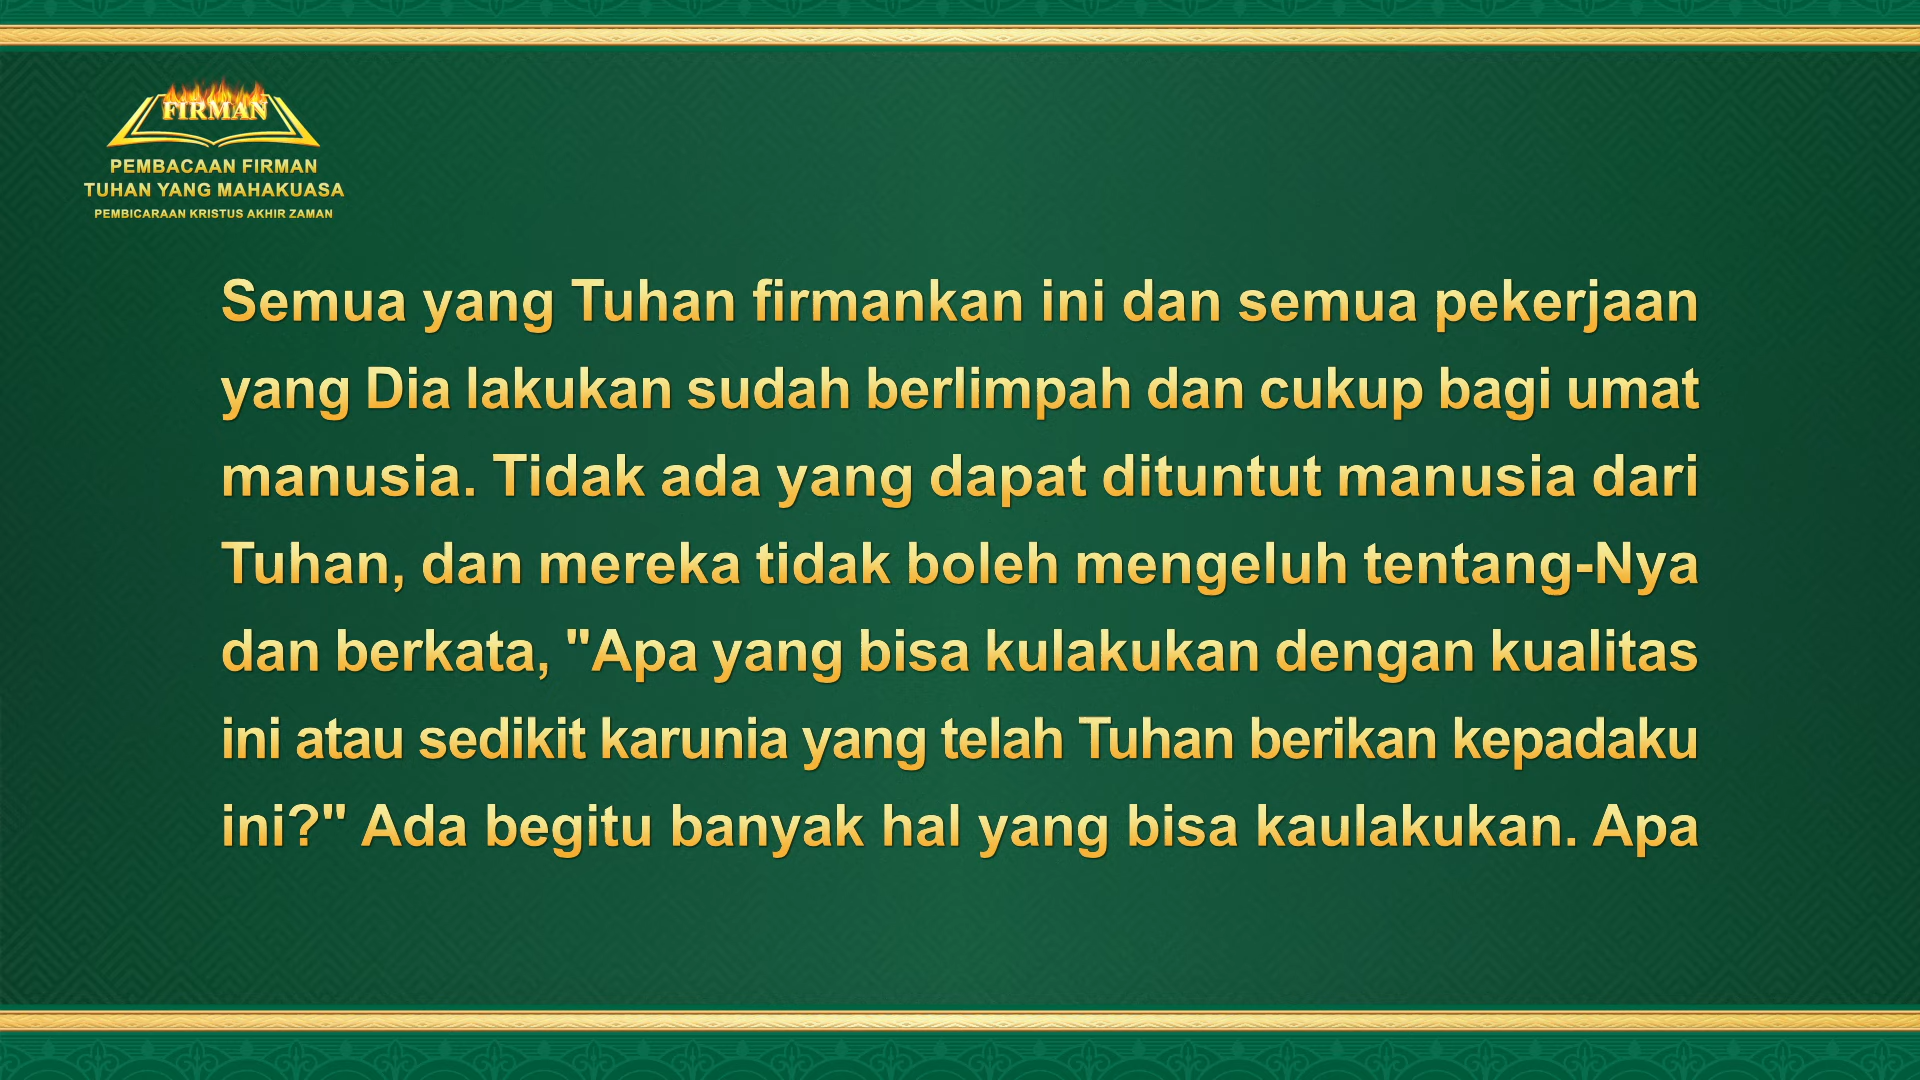 FIRMAN
PEMBACAAN FIRMAN
TUHAN YANG MAHAKUASA
PEMBICARAAN KRISTUS AKHIR ZAMAN
Semua yang Tuhan firmankan ini dan semua pekerjaan
yang Dia lakukan sudah berlimpah dan cukup bagi umat
manusia. Tidak ada yang dapat dituntut manusia dari
Tuhan, dan mereka tidak boleh mengeluh tentang-Nya
dan berkata, "Apa yang bisa kulakukan dengan kualitas
ini atau sedikit karunia yang telah Tuhan berikan kepadaku
ini?" Ada begitu banyak hal yang bisa kaulakukan. Apa